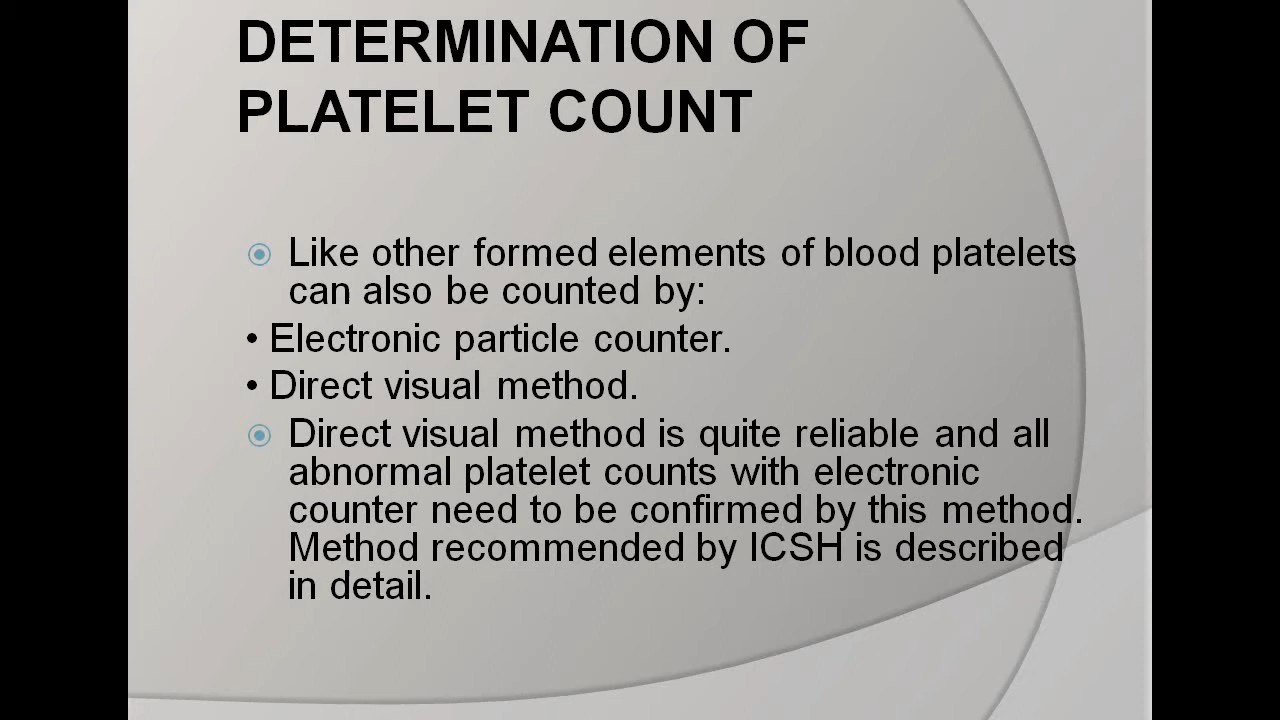 DETERMINATION OF
PLATELET COUNT
Like other formed elements of blood platelets
can also be counted by:
• Electronic particle counter.
• Direct visual method.
Direct visual method is quite reliable and all
abnormal platelet counts with electronic
counter need to be confirmed by this method.
Method recommended by ICSH is described
in detail.